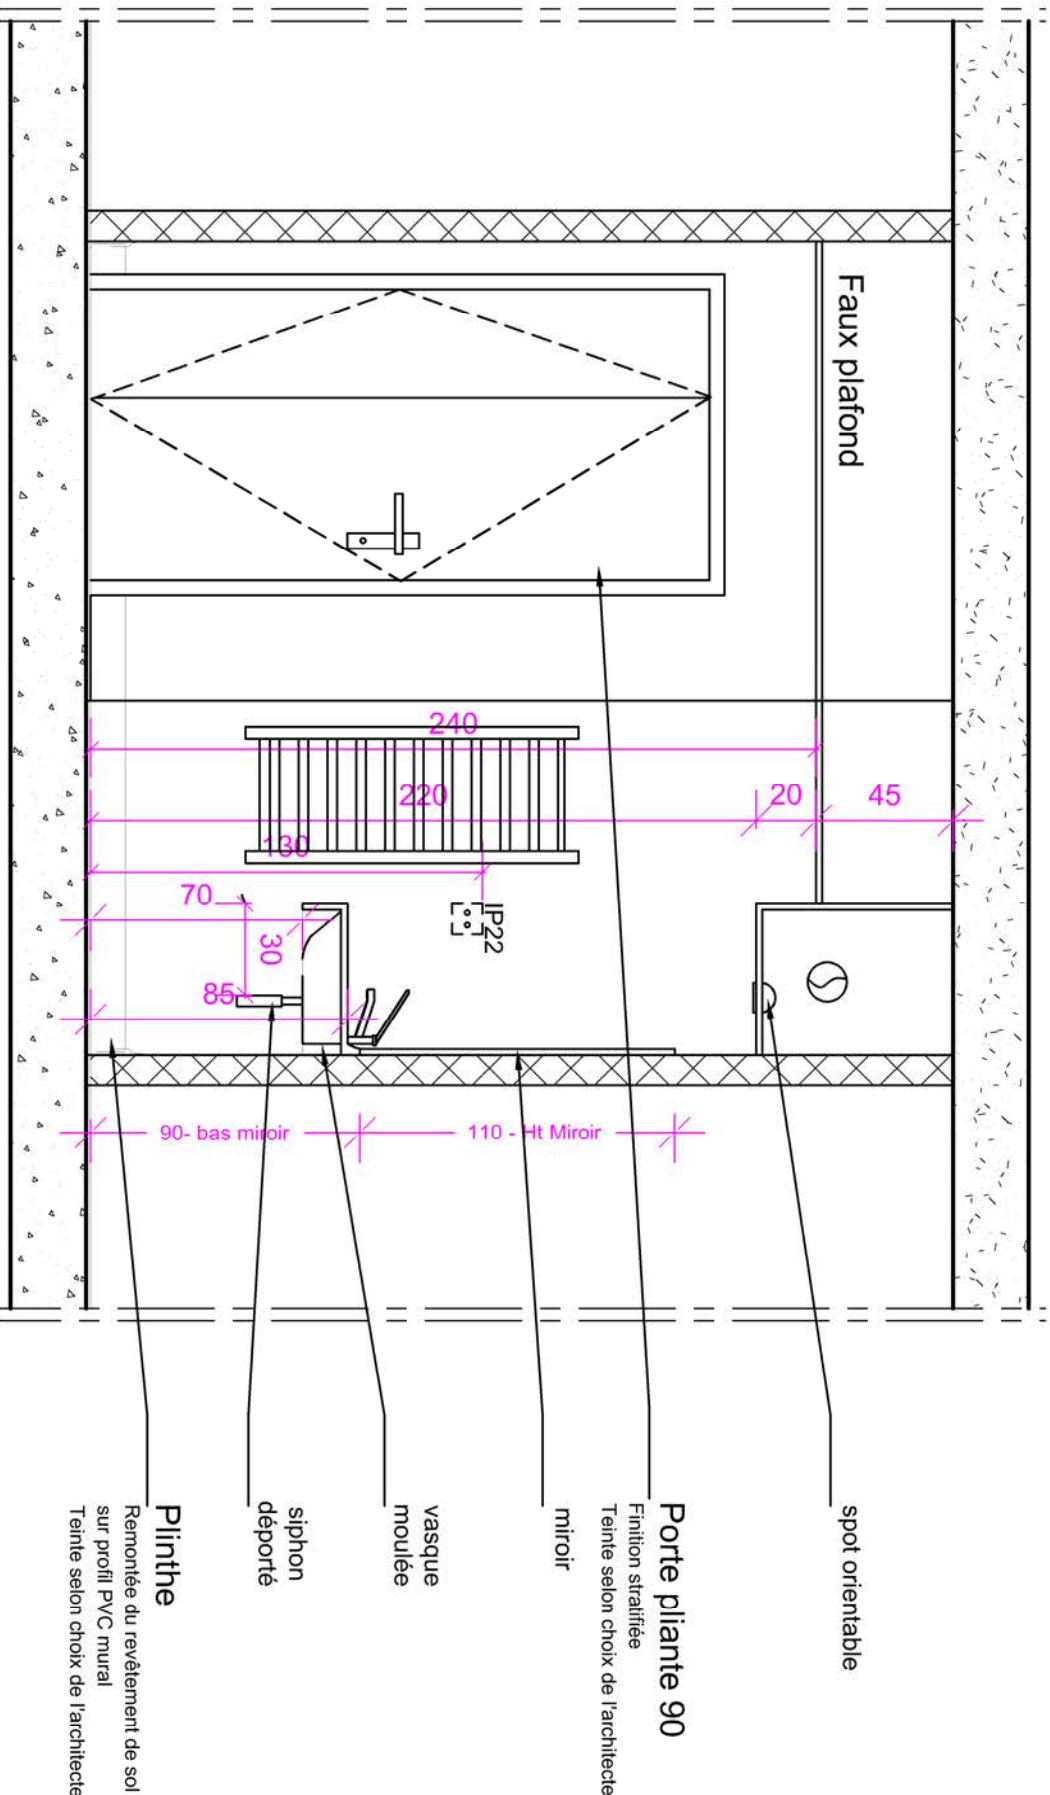 Faux plafond
240
220
20
45
130
IP22
70
30
85
90- bas miroir
110 - Ht Miroir
spot orientable
Porte pliante 90
Finition stratifiée
Teinte selon choix de l'architecte
miroir
vasque
moulée
siphon
déporté
Plinthe
Remontée du revêtement de sol
sur profil PVC mural
Teinte selon choix de l'architecte